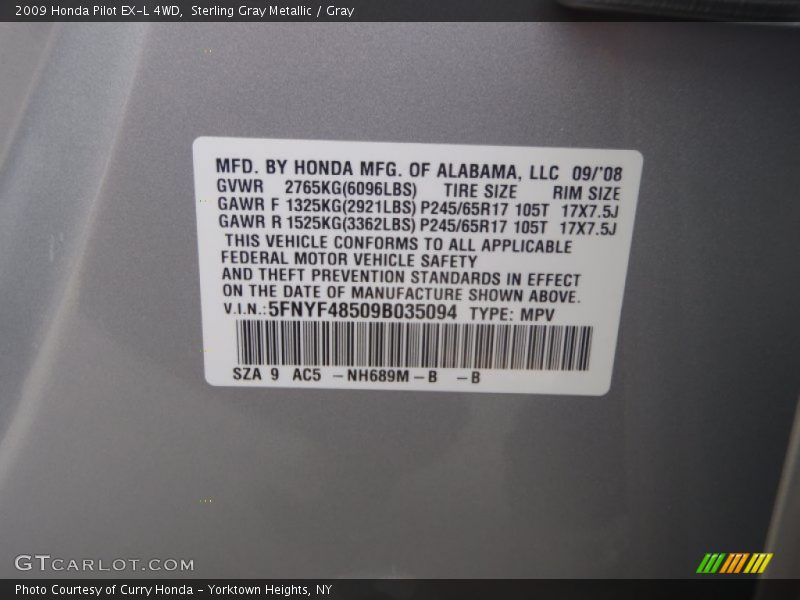 2009 Honda Pilot EX-L 4WD,  Sterling Gray Metallic / Gray
MFD. BY HONDA MFG. OF ALABAMA, LLC  09/'08
GVWR  2765KG(6096LBS)  TIRE SIZE  RIM SIZE
GAWR F 1325KG(2921LBS) P245/65R17 105T  17X7.5J
GAWR R 1525KG(3362LBS) P245/65R17 105T  17X7.5J
THIS VEHICLE CONFORMS TO ALL APPLICABLE
FEDERAL MOTOR VEHICLE SAFETY
AND THEFT PREVENTION STANDARDS IN EFFECT
ON THE DATE OF MANUFACTURE SHOWN ABOVE.
V.I.N.:5FNYF48509B035094  TYPE: MPV
SZA 9  AC5  -NH689M-B  -B
GTCARLOT.COM
Photo Courtesy of Curry Honda - Yorktown Heights, NY